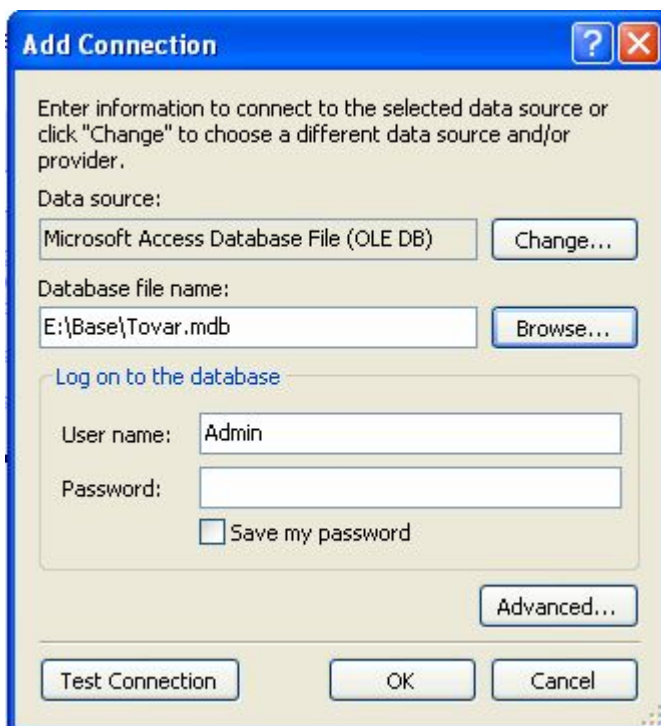 Add Connection
Enter information to connect to the selected data source or
click "Change" to choose a different data source and/or
provider.
Data source:
Microsoft Access Database File (OLE DB)
Change...
Database file name:
E:\Base\Tovar.mdb
Browse...
Log on to the database
User name:
Admin
Password:
Save my password
Advanced...
Test Connection
OK
Cancel